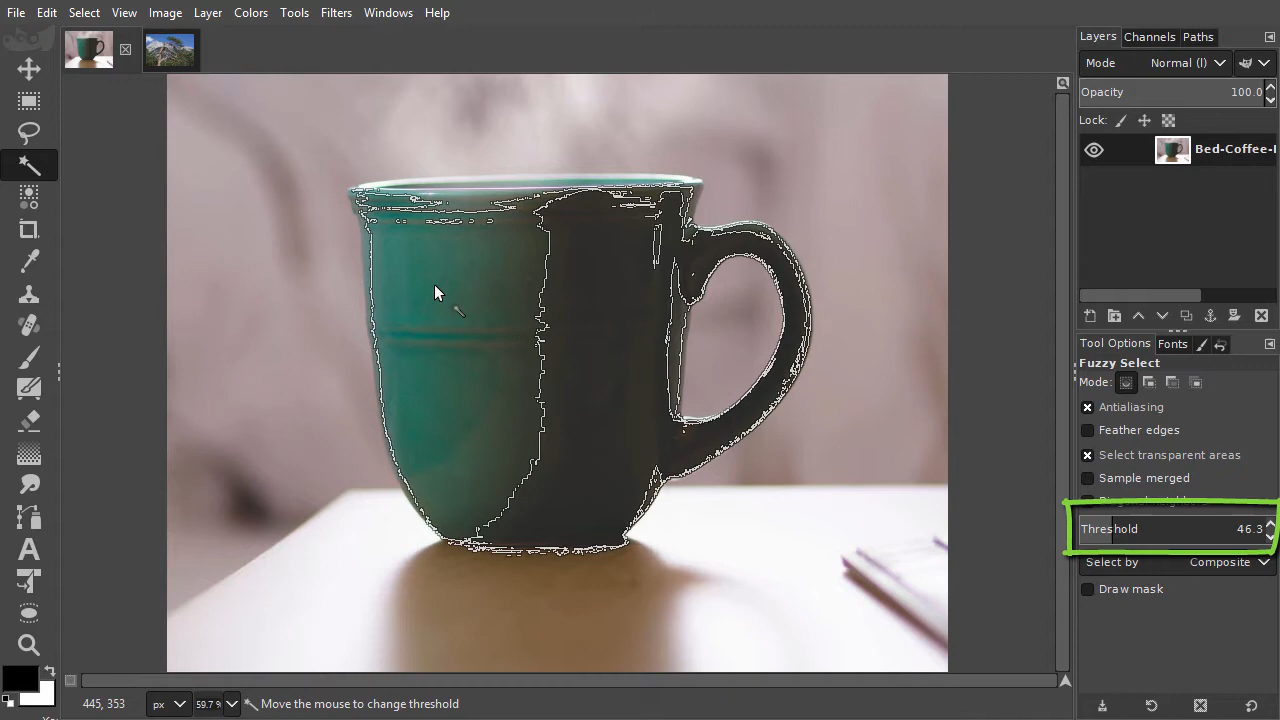 File Edit Select View Image Layer Colors Tools Filters Windows Help
Layers Channels Paths
Mode Normal (l)
Opacity 100.0
Lock:
Bed-Coffee-
Tool Options Fonts
Fuzzy Select
Mode:
Antialiasing
Feather edges
Select transparent areas
Sample merged
Threshold 46.3
Select by Composite
Draw mask
445, 353 px 59.7 % Move the mouse to change threshold